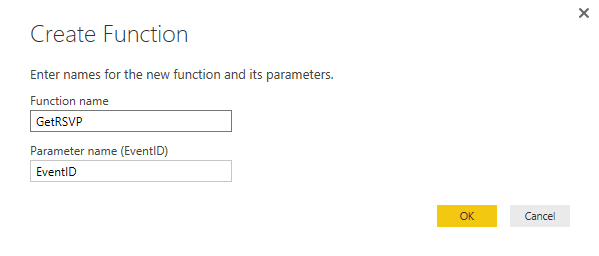 Create Function
Enter names for the new function and its parameters.
Function name
GetRSVP
Parameter name (EventID)
EventID
OK
Cancel